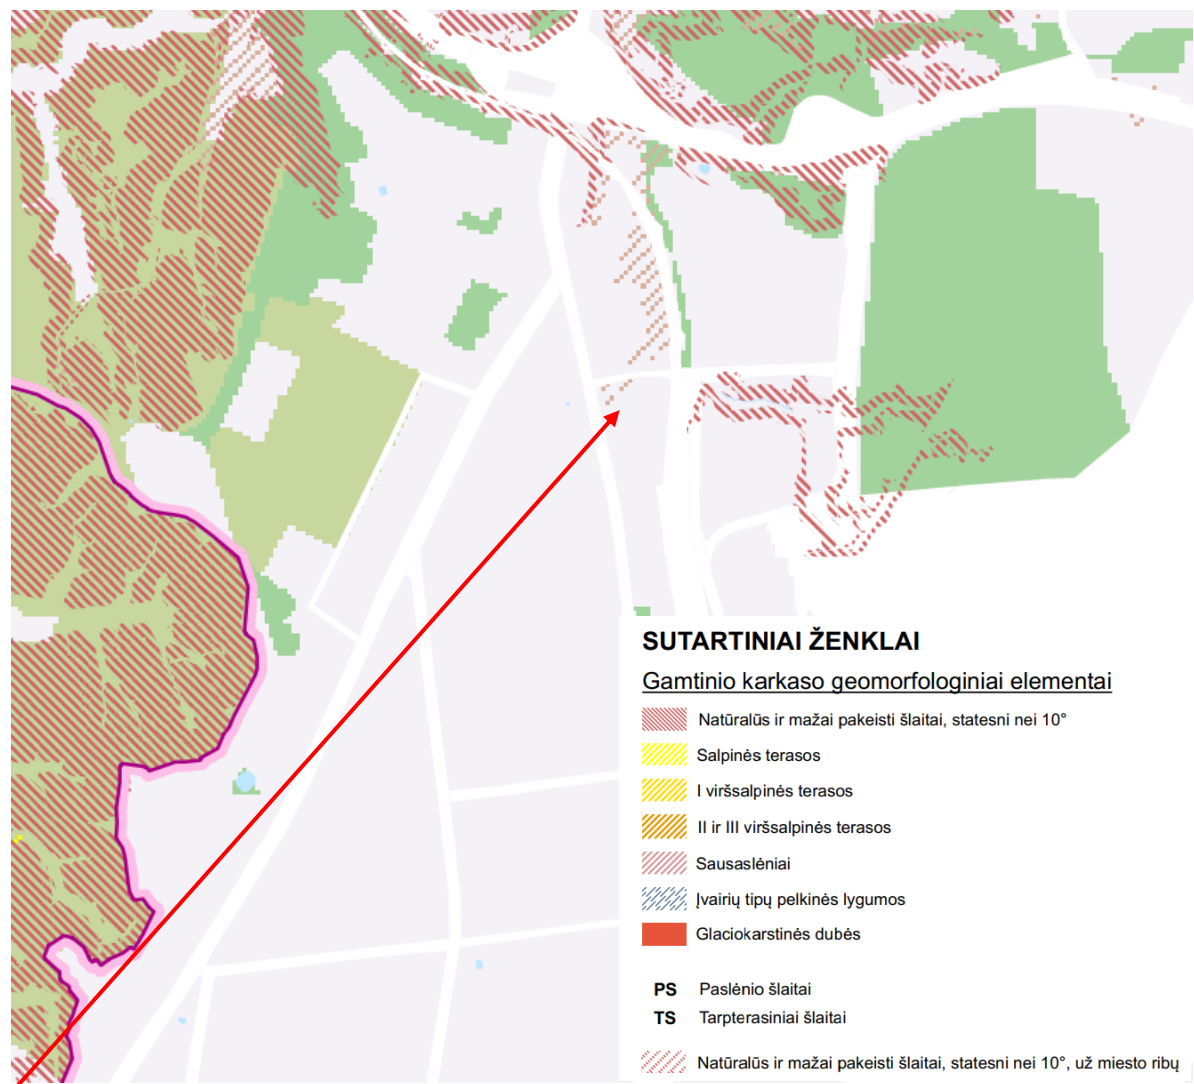 SUTARTINIAI ŽENKLAI
Gamtinio karkaso geomorfologiniai elementai
Natūralūs ir mažai pakeisti šlaitai, statesni nei 10°
Salpinės terasos
I viršsalpinės terasos
II ir III viršsalpinės terasos
Sausaslėniai
Įvairių tipų pelkinės lygumos
Glaciokarstinės dubės
PS Paslėnio šlaitai
TS Tarpterasiniai šlaitai
Natūralūs ir mažai pakeisti šlaitai, statesni nei 10°, už miesto ribų